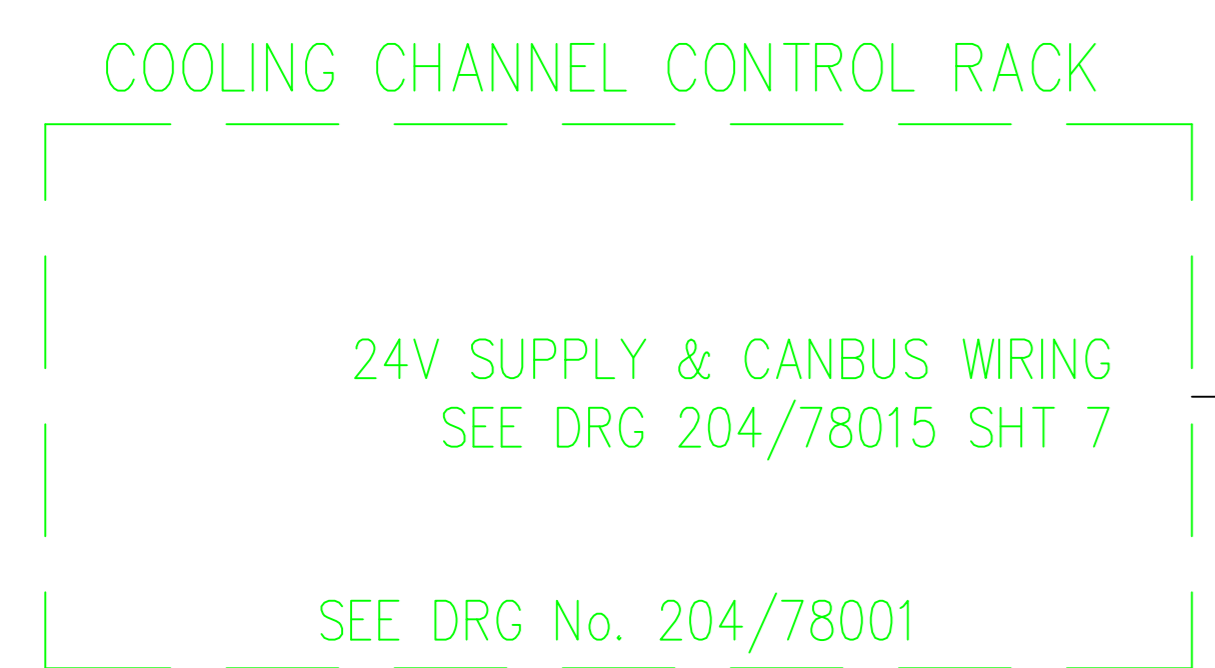 COOLING CHANNEL CONTROL RACK
24V SUPPLY & CANBUS WIRING
SEE DRG 204/78015 SHT 7
SEE DRG No. 204/78001